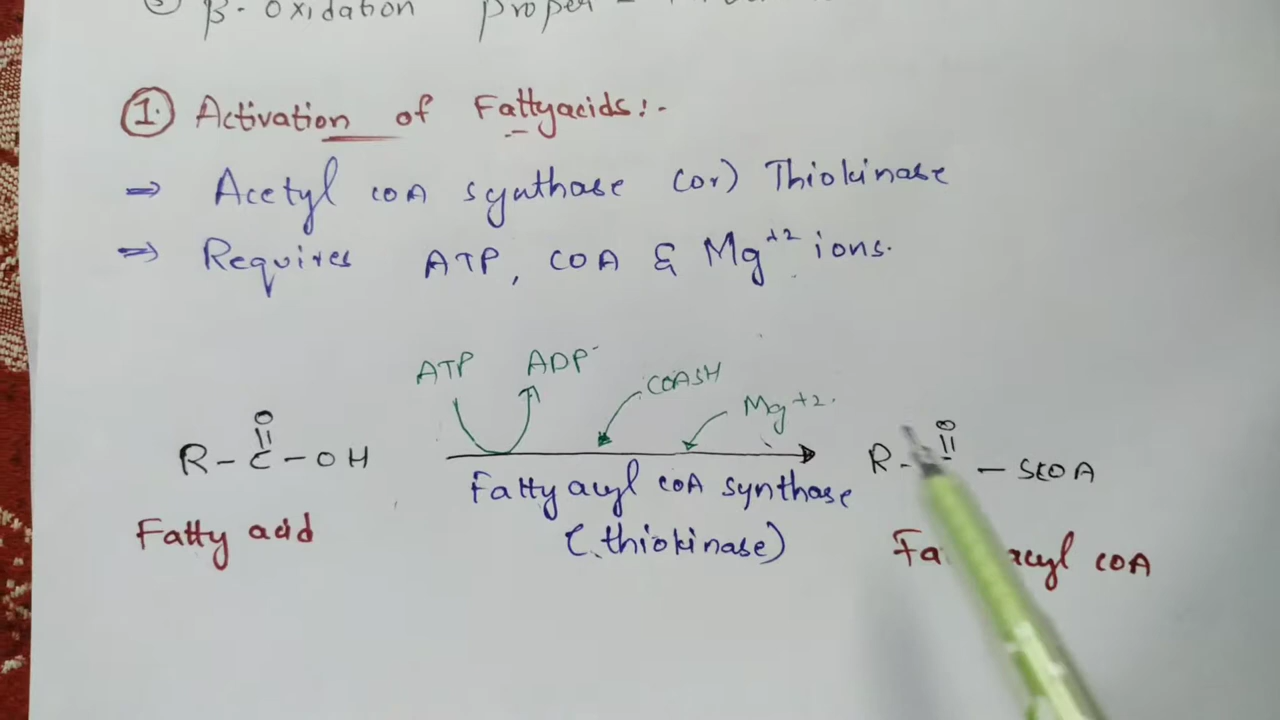 β-Oxidation Proper -
① Activation of Fattyacids:-
⇒ Acetyl COA synthase (or) Thiokinase
⇒ Requires ATP, COA & Mg+2 ions.
ATP ADP COASH Mg+2.
O O
|| ||
R-C-OH R- -SCOA
Fatty acyl COA synthase
(thiokinase)
Fatty acid acyl COA